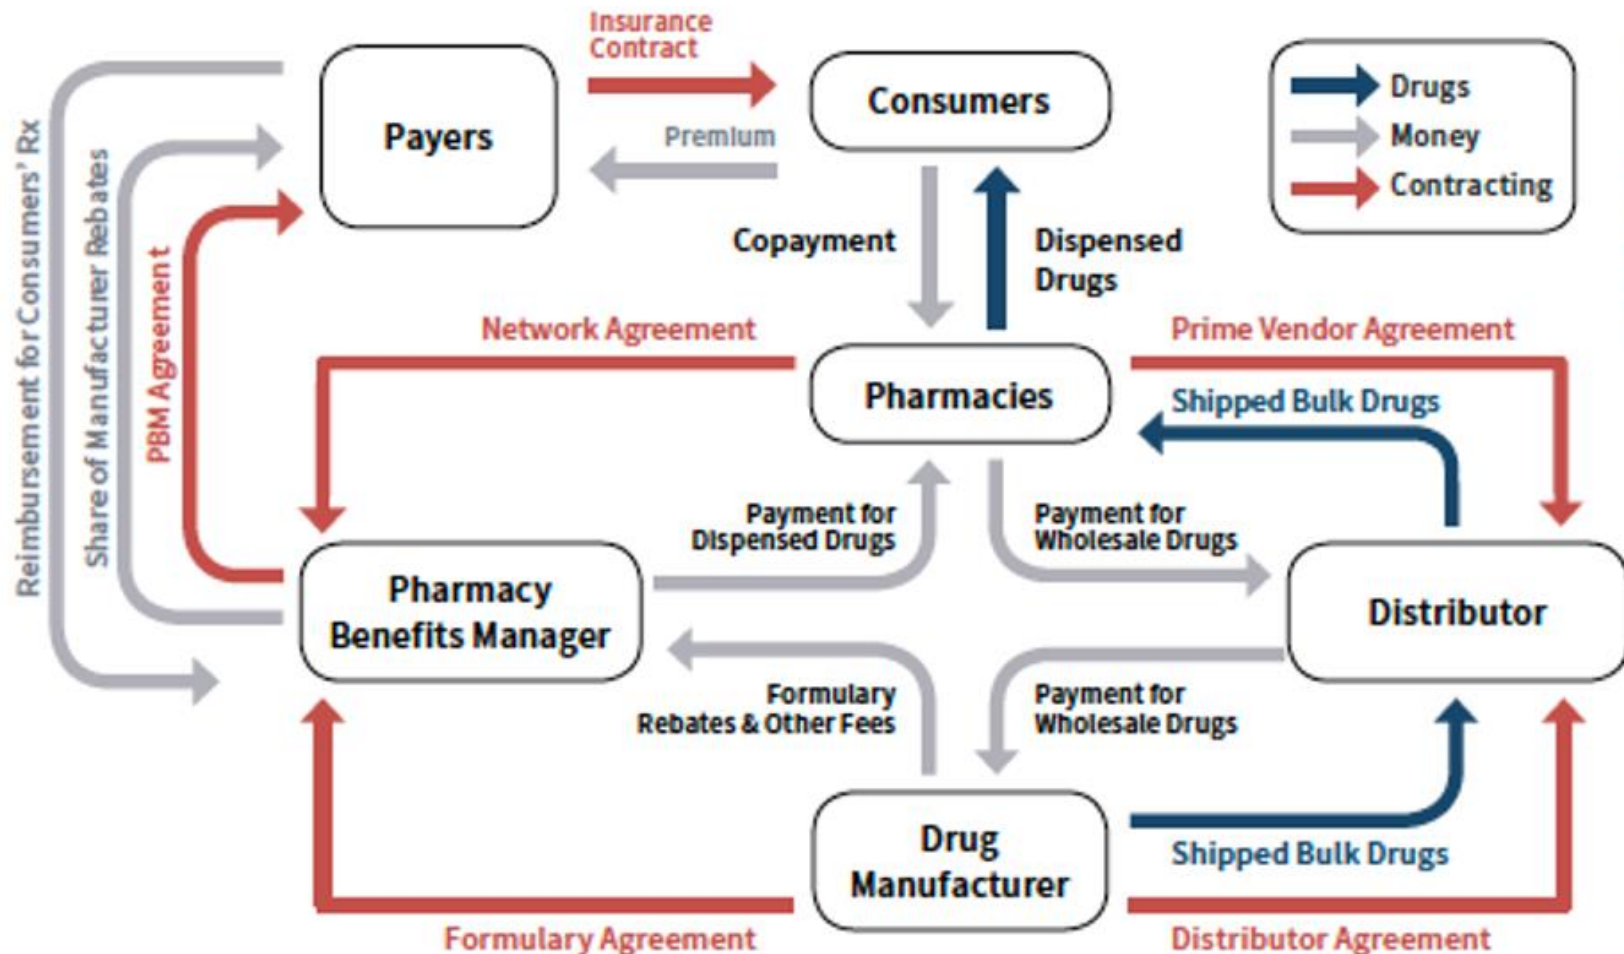 Insurance
Contract
Payers
Consumers
Premium
Drugs
Money
Contracting
Reimbursement for Consumers' Rx
Share of Manufacturer Rebates
PBM Agreement
Copayment
Dispensed
Drugs
Network Agreement
Prime Vendor Agreement
Pharmacies
Shipped Bulk Drugs
Payment for
Dispensed Drugs
Payment for
Wholesale Drugs
Pharmacy
Benefits Manager
Distributor
Formulary
Rebates & Other Fees
Payment for
Wholesale Drugs
Drug
Manufacturer
Shipped Bulk Drugs
Formulary Agreement
Distributor Agreement